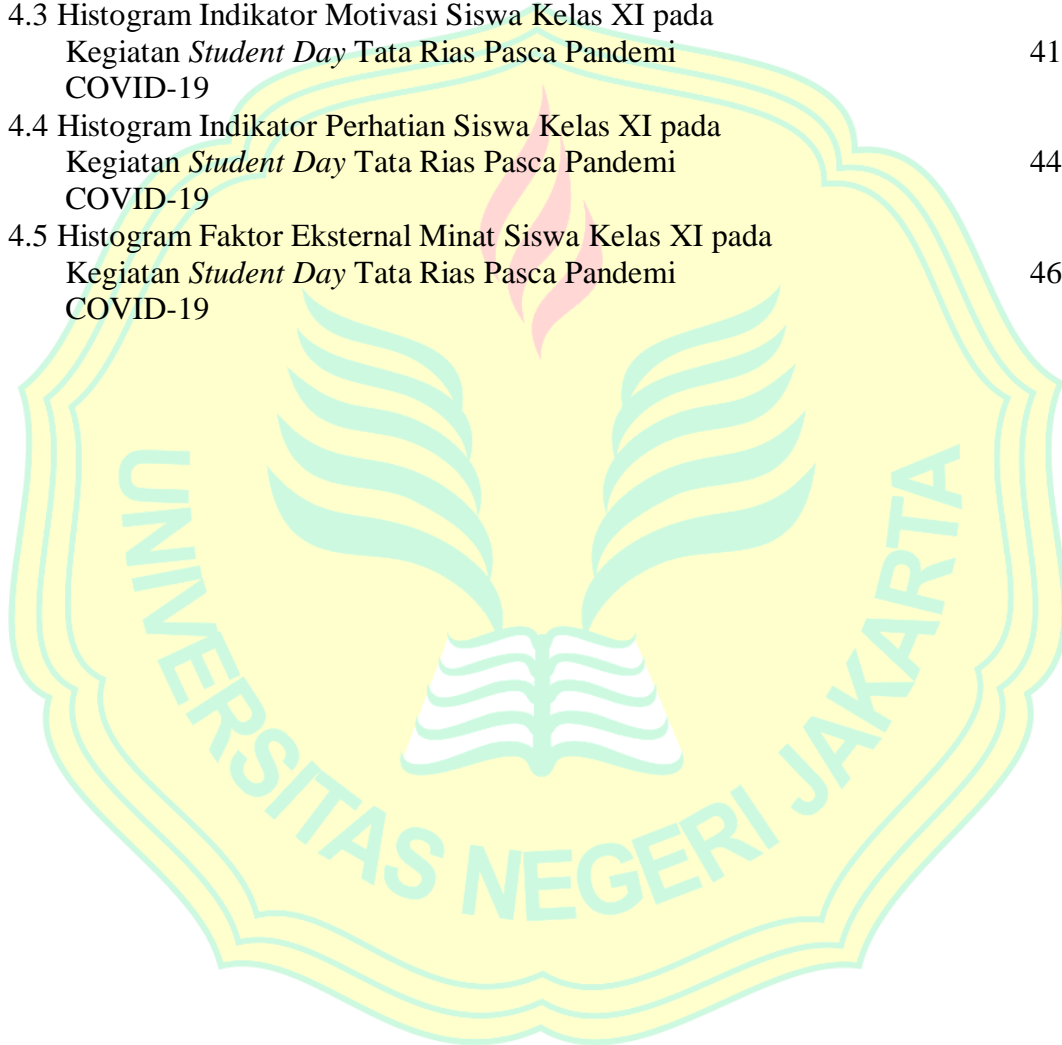 4.3 Histogram Indikator Motivasi Siswa Kelas XI pada
Kegiatan Student Day Tata Rias Pasca Pandemi 41
COVID-19
4.4 Histogram Indikator Perhatian Siswa Kelas XI pada
Kegiatan Student Day Tata Rias Pasca Pandemi 44
COVID-19
4.5 Histogram Faktor Eksternal Minat Siswa Kelas XI pada
Kegiatan Student Day Tata Rias Pasca Pandemi 46
COVID-19
UNIVERSITAS NEGERI JAKARTA